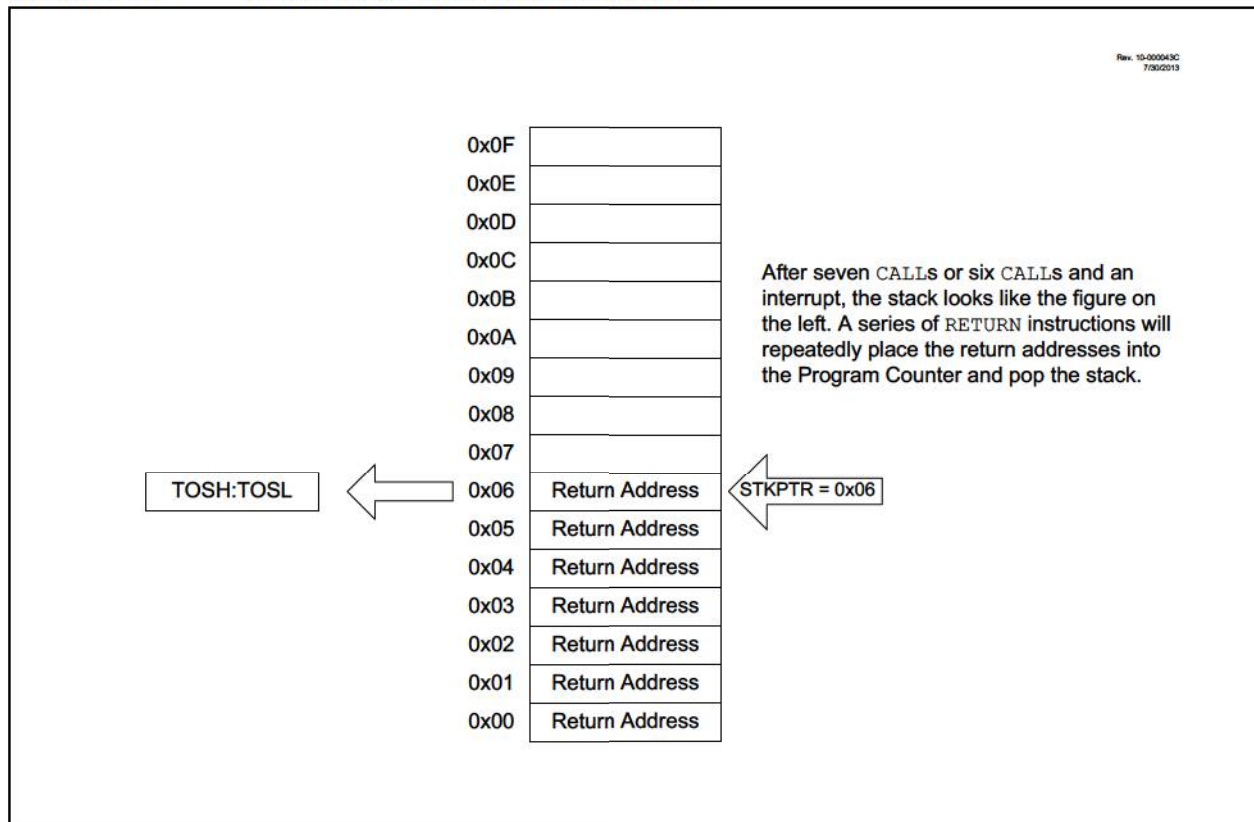 Rev. 10-000043C
7/30/2013
0x0F
0x0E
0x0D
0x0C
0x0B
0x0A
0x09
0x08
0x07
After seven CALLs or six CALLs and an
interrupt, the stack looks like the figure on
the left. A series of RETURN instructions will
repeatedly place the return addresses into
the Program Counter and pop the stack.
TOSH:TOSL
0x06 Return Address
STKPTR = 0x06
0x05 Return Address
0x04 Return Address
0x03 Return Address
0x02 Return Address
0x01 Return Address
0x00 Return Address